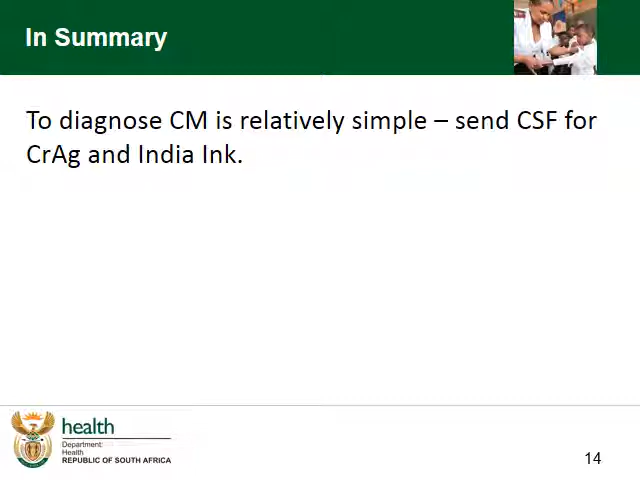 In Summary
To diagnose CM is relatively simple – send CSF for
CrAg and India Ink.
health
Department:
Health
REPUBLIC OF SOUTH AFRICA
14